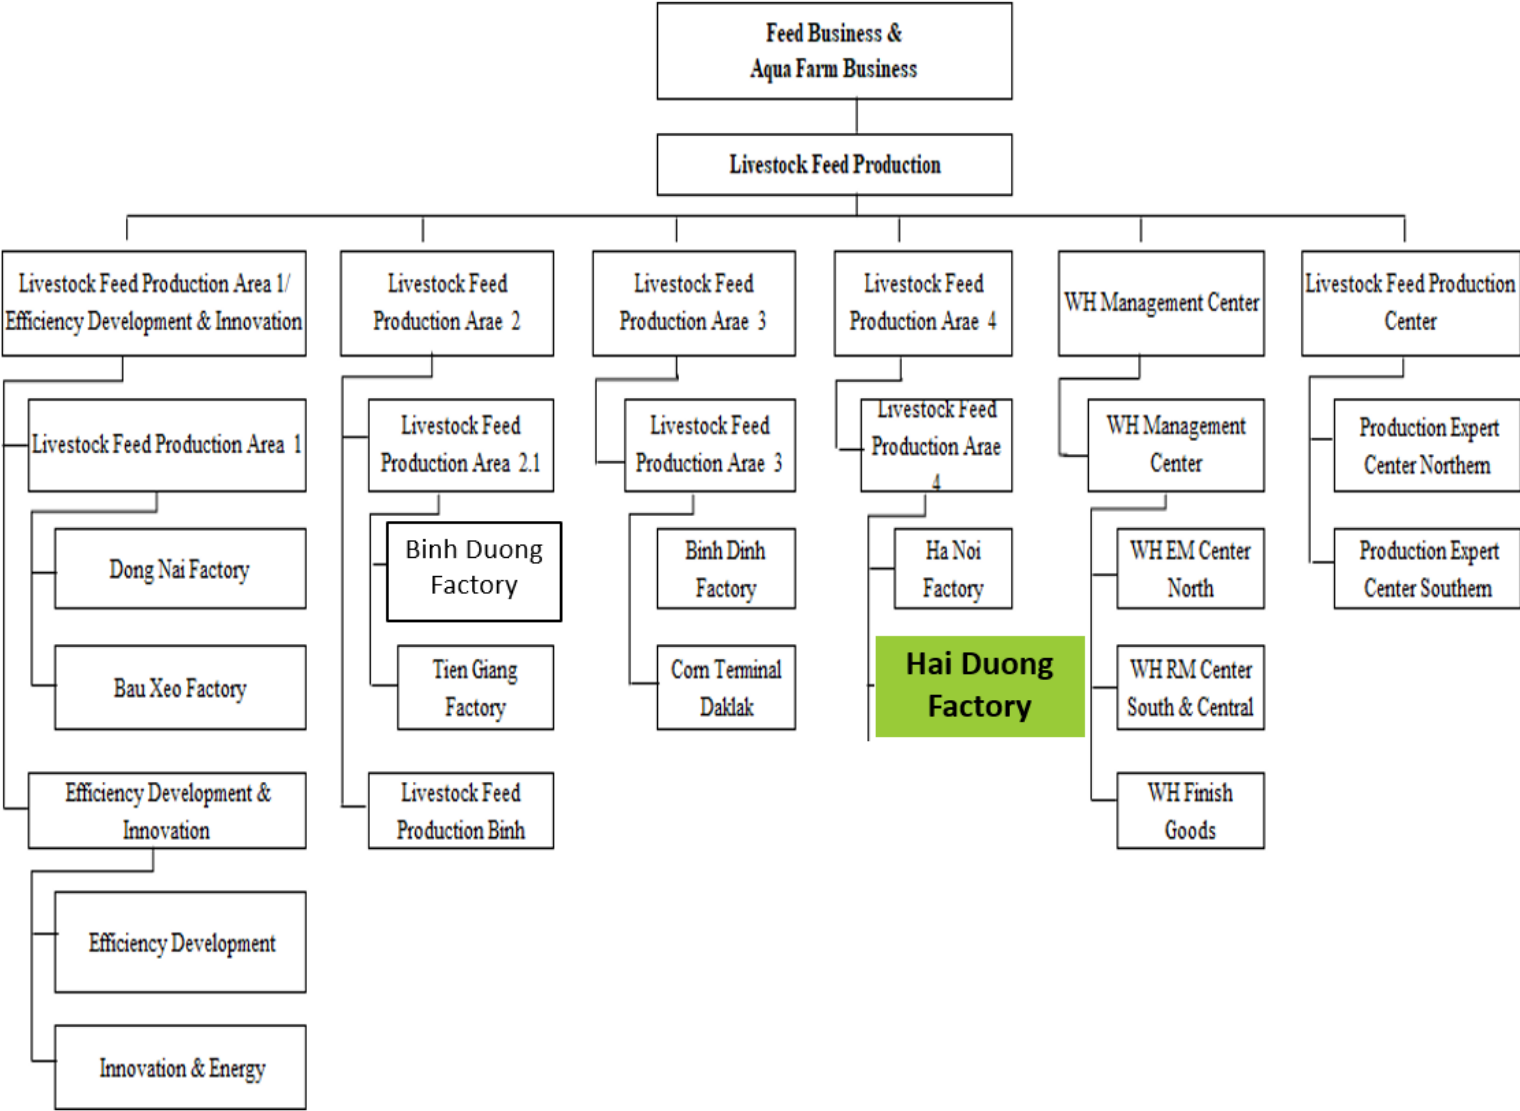 Feed Business &
Aqua Farm Business
Livestock Feed Production
Livestock Feed Production Area 1/
Efficiency Development & Innovation
Livestock Feed
Production Arae 2
Livestock Feed
Production Arae 3
Livestock Feed
Production Arae 4
WH Management Center
Livestock Feed Production
Center
Livestock Feed Production Area 1
Livestock Feed
Production Area 2.1
Livestock Feed
Production Arae 3
Livestock Feed
Production Arae
4
WH Management
Center
Production Expert
Center Northern
Dong Nai Factory
Binh Duong
Factory
Binh Dinh
Factory
Ha Noi
Factory
WH EM Center
North
Production Expert
Center Southern
Bau Xeo Factory
Tien Giang
Factory
Corn Terminal
Daklak
Hai Duong
Factory
WH RM Center
South & Central
Efficiency Development &
Innovation
Livestock Feed
Production Binh
WH Finish
Goods
Efficiency Development
Innovation & Energy